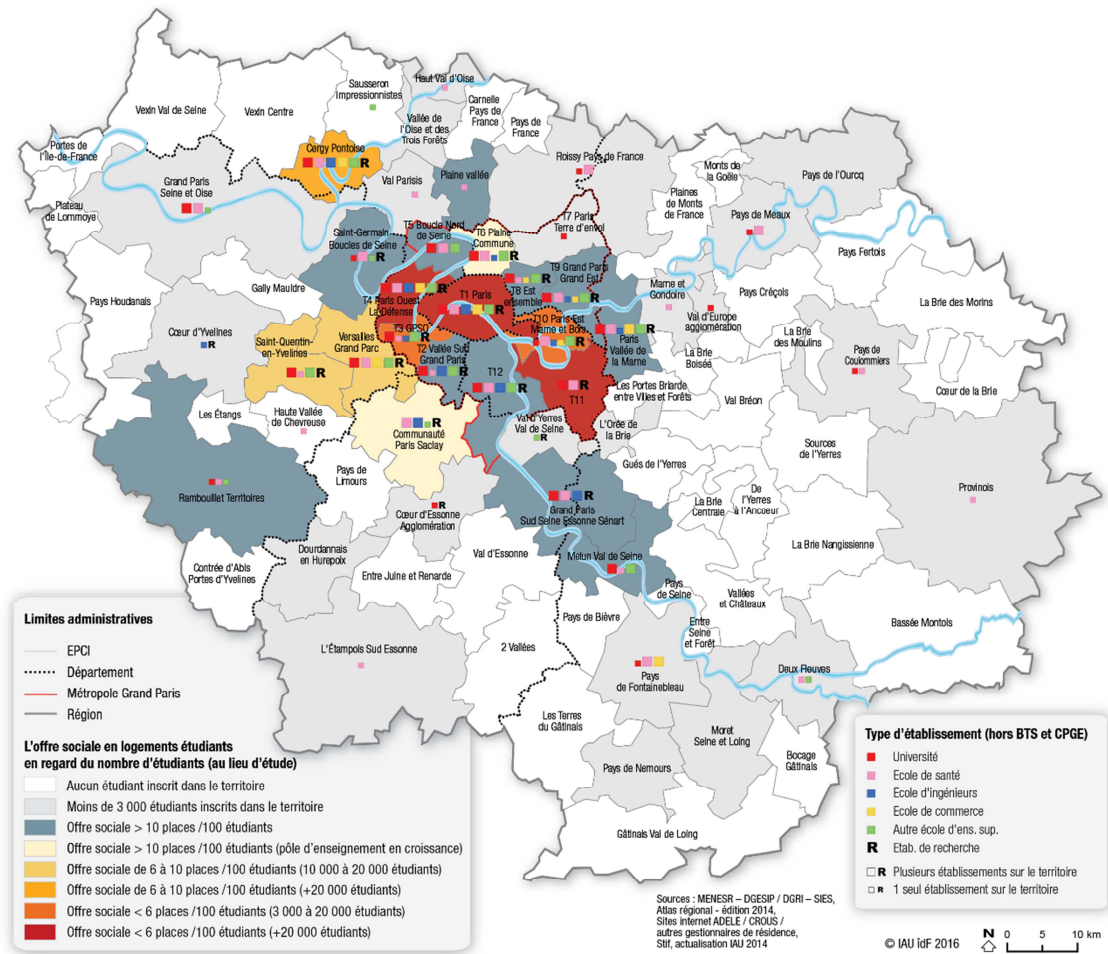 Haut Val d'Oise
Sausseron
Impressionnistes
Carnelle
Pays de
France
Vexin Val de Seine
Vexin Centre
Vallée de
l'Oise et des
Trois Forêts
Pays de
France
Portes de
l'Île-de-France
Cergy Pontoise
R
Roissy Pays de France
Monts de
la Goële
Pays de l'Ourcq
Plaine vallée
Val Parisis
Grand Paris
Seine et Oise
Plateau
de Lommoye
Plaines
de Monts
de France
Pays de Meaux
T7 Paris
Terre d'envol
T5 Boucle Nord
de Seine
T6 Plaine
Commune
R
Saint-Germain
Boucles de Seine
R
Pays Fertois
Gally Mauldre
T9 Grand Paris
Grand Est
R
T8 Est
ensemble
R
Marne et
Gondoire
Pays Créçois
Pays Houdanais
R
T4 Paris Ouest
La Défense
T1 Paris
R
La Brie des Morins
Val d'Europe
agglomération
Cœur d'Yvelines
R
T3 GPSO
R
T10 Paris-Est
Marne et Bois
R
R
Paris
Vallée de
la Marne
La Brie
des Moulins
Saint-Quentin-
en-Yvelines
R
Versailles
Grand Parc
R
T2 Vallée Sud
Grand Paris
R
La Brie
Boisée
Pays de
Coulommiers
T12
R
T11
R
Les Portes Briarde
entre Villes et Forêts
Cœur de la Brie
Val Bréon
Les Étangs
Haute Vallée
de Chevreuse
R
Communauté
Paris Saclay
Val d'Yerres
Val de Seine
R
L'Orée de
la Brie
Sources
de l'Yerres
Gués de l'Yerres
Pays de
Limours
Rambouillet Territoires
De
l'Yerres
à l'Ancoeur
La Brie
Centrale
Provinois
R
Grand Paris
Sud Seine Essonne Sénart
R
Cœur d'Essonne
Agglomération
La Brie Nangissienne
Dourdannais
en Hurepoix
Val d'Essonne
Melun Val de Seine
R
Contrée d'Ablis
Portes d'Yvelines
Entre Juine et Renarde
Pays
de Seine
Vallées
et Châteaux
Pays de Bièvre
Entre
Seine
et Forêt
Bassée Montois
L'Étampois Sud Essonne
2 Vallées
Pays
de Fontainebleau
Deux Fleuves
Les Terres
du Gâtinais
Moret
Seine et Loing
Bocage
Gâtinais
Pays de Nemours
Gâtinais Val de Loing
Limites administratives
EPCI
Département
Métropole Grand Paris
Région
L'offre sociale en logements étudiants
en regard du nombre d'étudiants (au lieu d'étude)
Aucun étudiant inscrit dans le territoire
Moins de 3 000 étudiants inscrits dans le territoire
Offre sociale > 10 places /100 étudiants
Offre sociale > 10 places /100 étudiants (pôle d'enseignement en croissance)
Offre sociale de 6 à 10 places /100 étudiants (10 000 à 20 000 étudiants)
Offre sociale de 6 à 10 places /100 étudiants (+20 000 étudiants)
Offre sociale < 6 places /100 étudiants (3 000 à 20 000 étudiants)
Offre sociale < 6 places /100 étudiants (+20 000 étudiants)
Type d'établissement (hors BTS et CPGE)
Université
Ecole de santé
Ecole d'ingénieurs
Ecole de commerce
Autre école d'ens. sup.
R Etab. de recherche
R Plusieurs établissements sur le territoire
R 1 seul établissement sur le territoire
Sources : MENESR – DGESIP / DGRI – SIES,
Atlas régional - édition 2014,
Sites internet ADELE / CROUS /
autres gestionnaires de résidence,
Stif, actualisation IAU 2014
© IAU îdF 2016
N
0 5 10 km